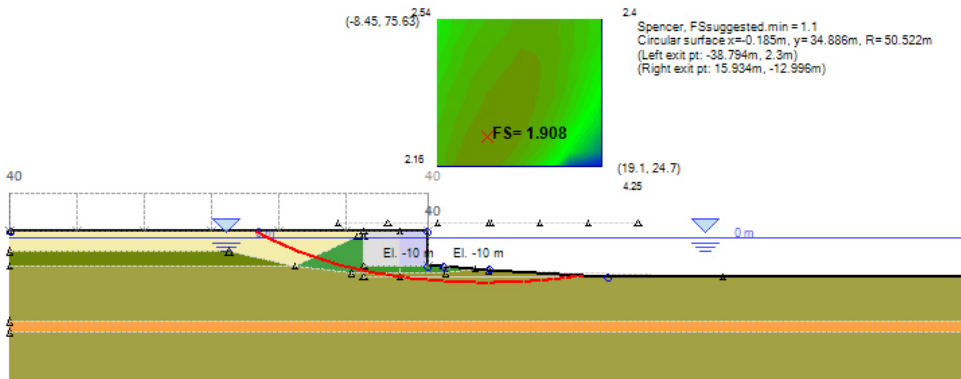 2.54
2.4
(-8.45, 75.63)
Spencer, FSsuggested.min = 1.1
Circular surface x=-0.185m, y= 34.886m, R= 50.522m
(Left exit pt: -38.794m, 2.3m)
(Right exit pt: 15.934m, -12.996m)
FS= 1.908
2.16
(19.1, 24.7)
4.25
40
40
40
0 m
El. -10 m
El. -10 m